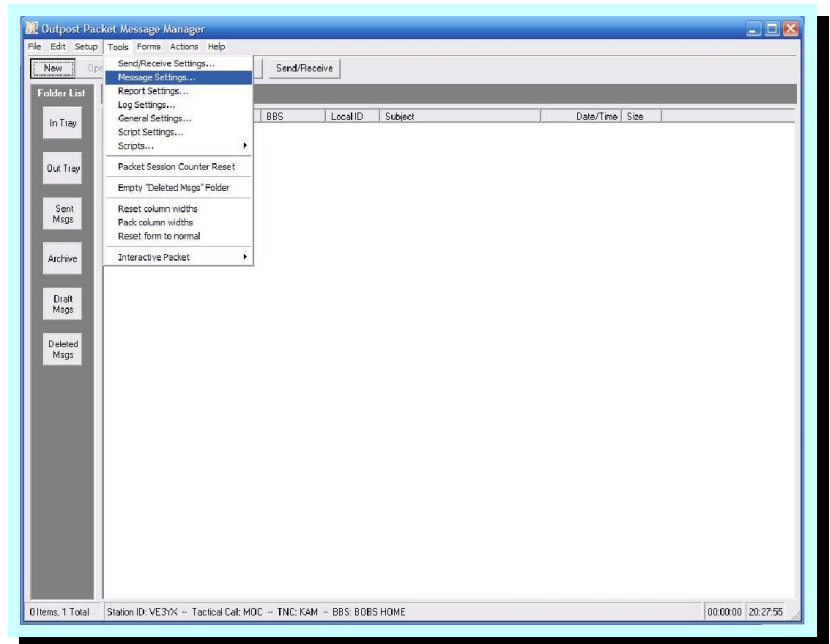 Outpost Packet Message Manager
File Edit Setup Tools Forms Actions Help
New Send/Receive
Send/Receive Settings...
Message Settings...
Report Settings...
Log Settings...
General Settings...
Script Settings...
Scripts...
Packet Session Counter Reset
Empty "Deleted Msgs" Folder
Reset column widths
Pack column widths
Reset form to normal
Interactive Packet
Folder List
In Tray
Out Tray
Sent
Msgs
Archive
Draft
Msgs
Deleted
Msgs
BBS Local ID Subject Date/Time Size
0 Items, 1 Total Station ID: VE3YX -- Tactical Call: MOC -- TNC: KAM -- BBS: BOBS HOME 00:00:00 20:27:55